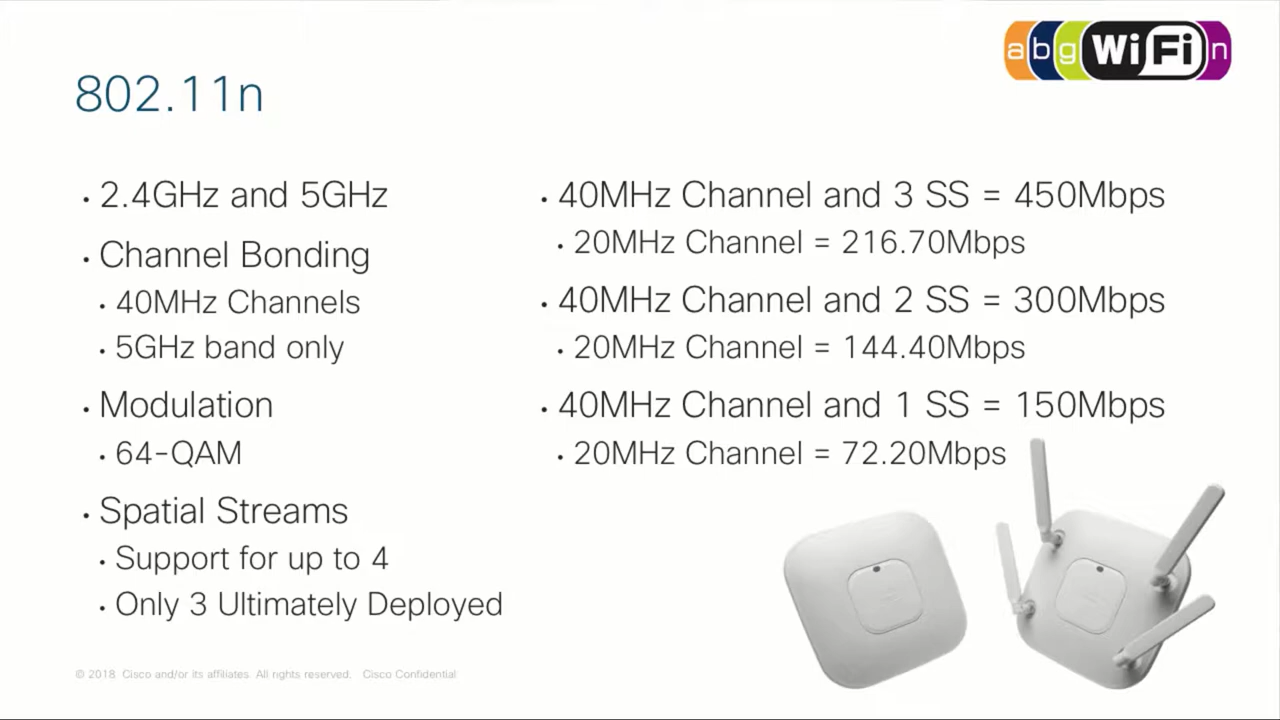 abg WiFi n
802.11n
• 2.4GHz and 5GHz
• Channel Bonding
• 40MHz Channels
• 5GHz band only
• Modulation
• 64-QAM
• Spatial Streams
• Support for up to 4
• Only 3 Ultimately Deployed
• 40MHz Channel and 3 SS = 450Mbps
• 20MHz Channel = 216.70Mbps
• 40MHz Channel and 2 SS = 300Mbps
• 20MHz Channel = 144.40Mbps
• 40MHz Channel and 1 SS = 150Mbps
• 20MHz Channel = 72.20Mbps
© 2018 Cisco and/or its affiliates. All rights reserved. Cisco Confidential